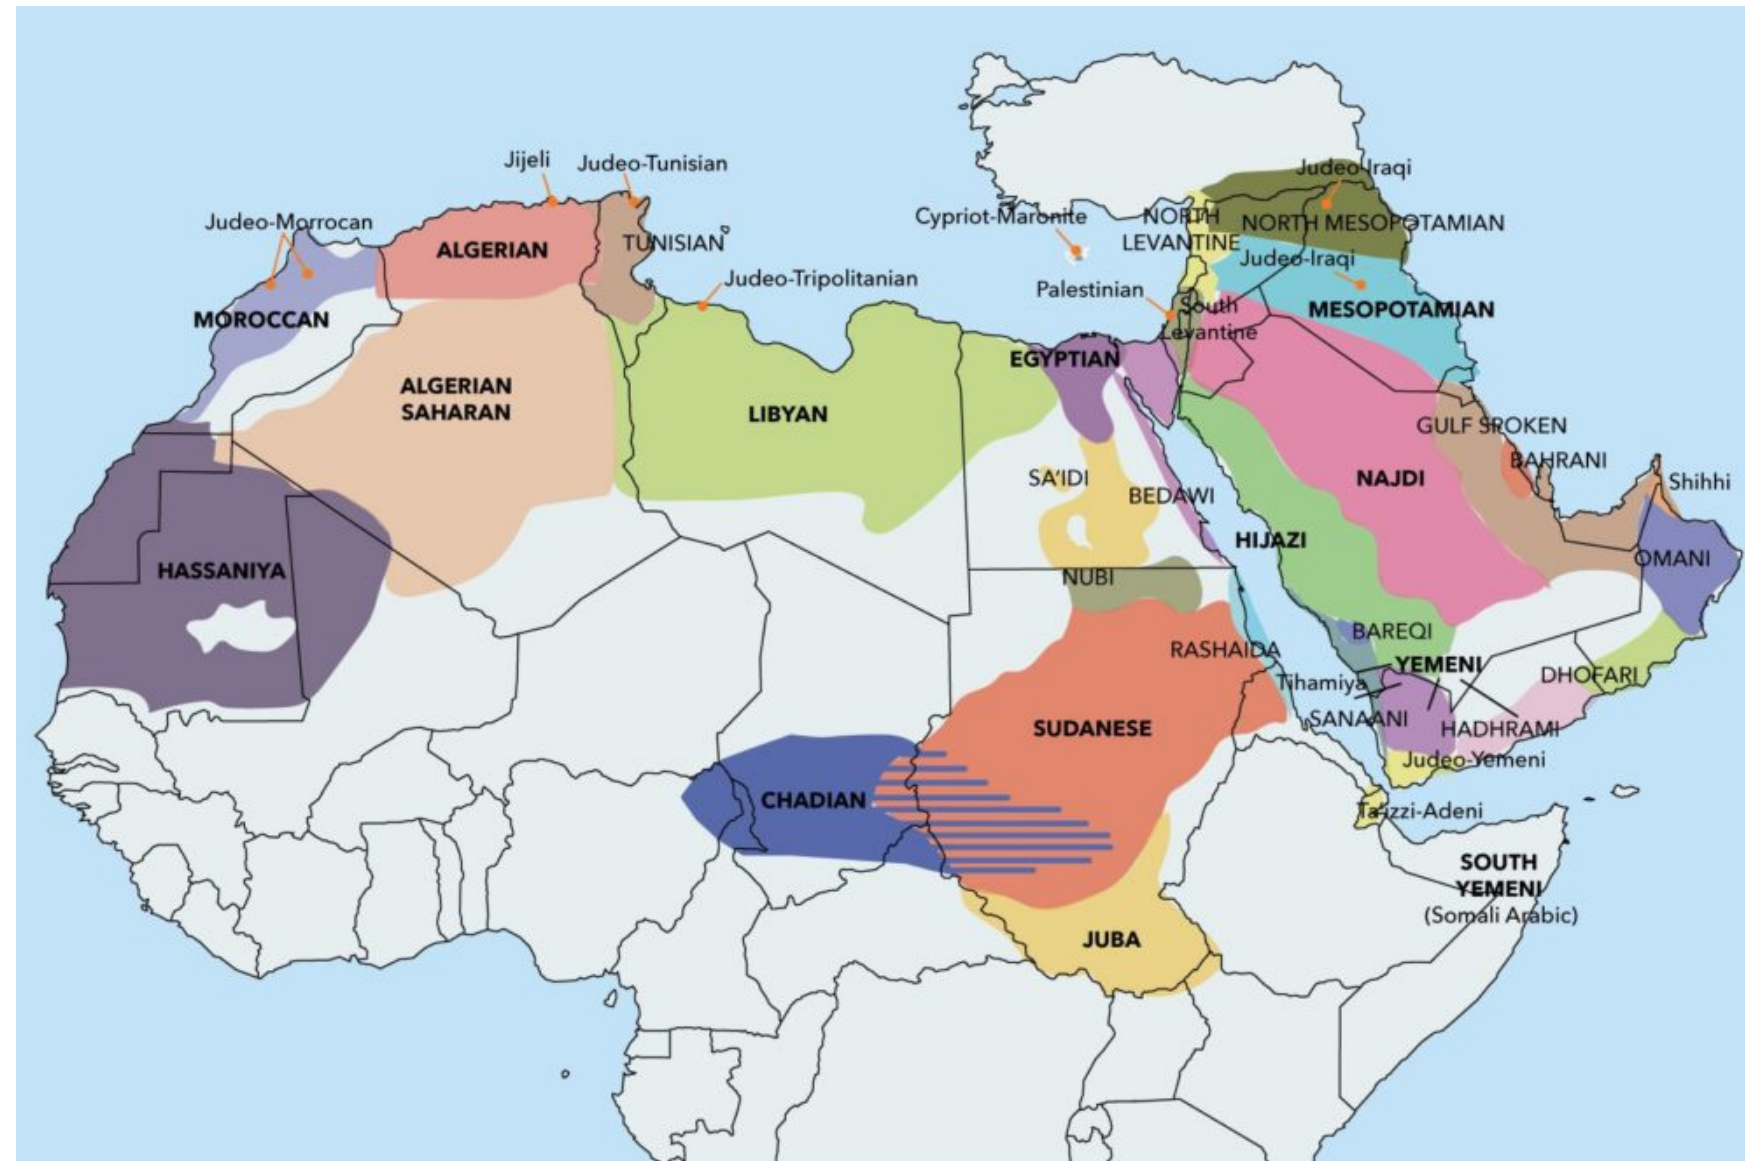 Jijeli
Judeo-Tunisian
Judeo-Iraqi
Judeo-Morrocan
Cypriot-Maronite
NORTH
LEVANTINE
NORTH MESOPOTAMIAN
ALGERIAN
TUNISIAN
Judeo-Iraqi
Judeo-Tripolitanian
Palestinian
South
Levantine
MESOPOTAMIAN
MOROCCAN
EGYPTIAN
ALGERIAN
SAHARAN
LIBYAN
GULF SPOKEN
BAHRANI
SA'IDI
BEDAWI
NAJDI
Shihhi
HIJAZI
OMANI
HASSANIYA
NUBI
BAREQI
RASHAIDA
YEMENI
Tihamiya
DHOFARI
SANAANI
HADHRAMI
SUDANESE
Judeo-Yemeni
CHADIAN
Ta'izzi-Adeni
SOUTH
YEMENI
(Somali Arabic)
JUBA